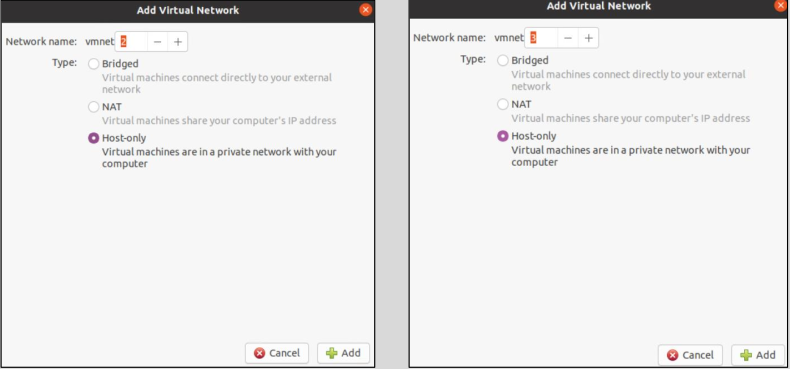 Add Virtual Network
Network name: vmnet 2 − +
Type: Bridged
Virtual machines connect directly to your external
network
NAT
Virtual machines share your computer's IP address
Host-only
Virtual machines are in a private network with your
computer
Cancel Add
Add Virtual Network
Network name: vmnet 3 − +
Type: Bridged
Virtual machines connect directly to your external
network
NAT
Virtual machines share your computer's IP address
Host-only
Virtual machines are in a private network with your
computer
Cancel Add